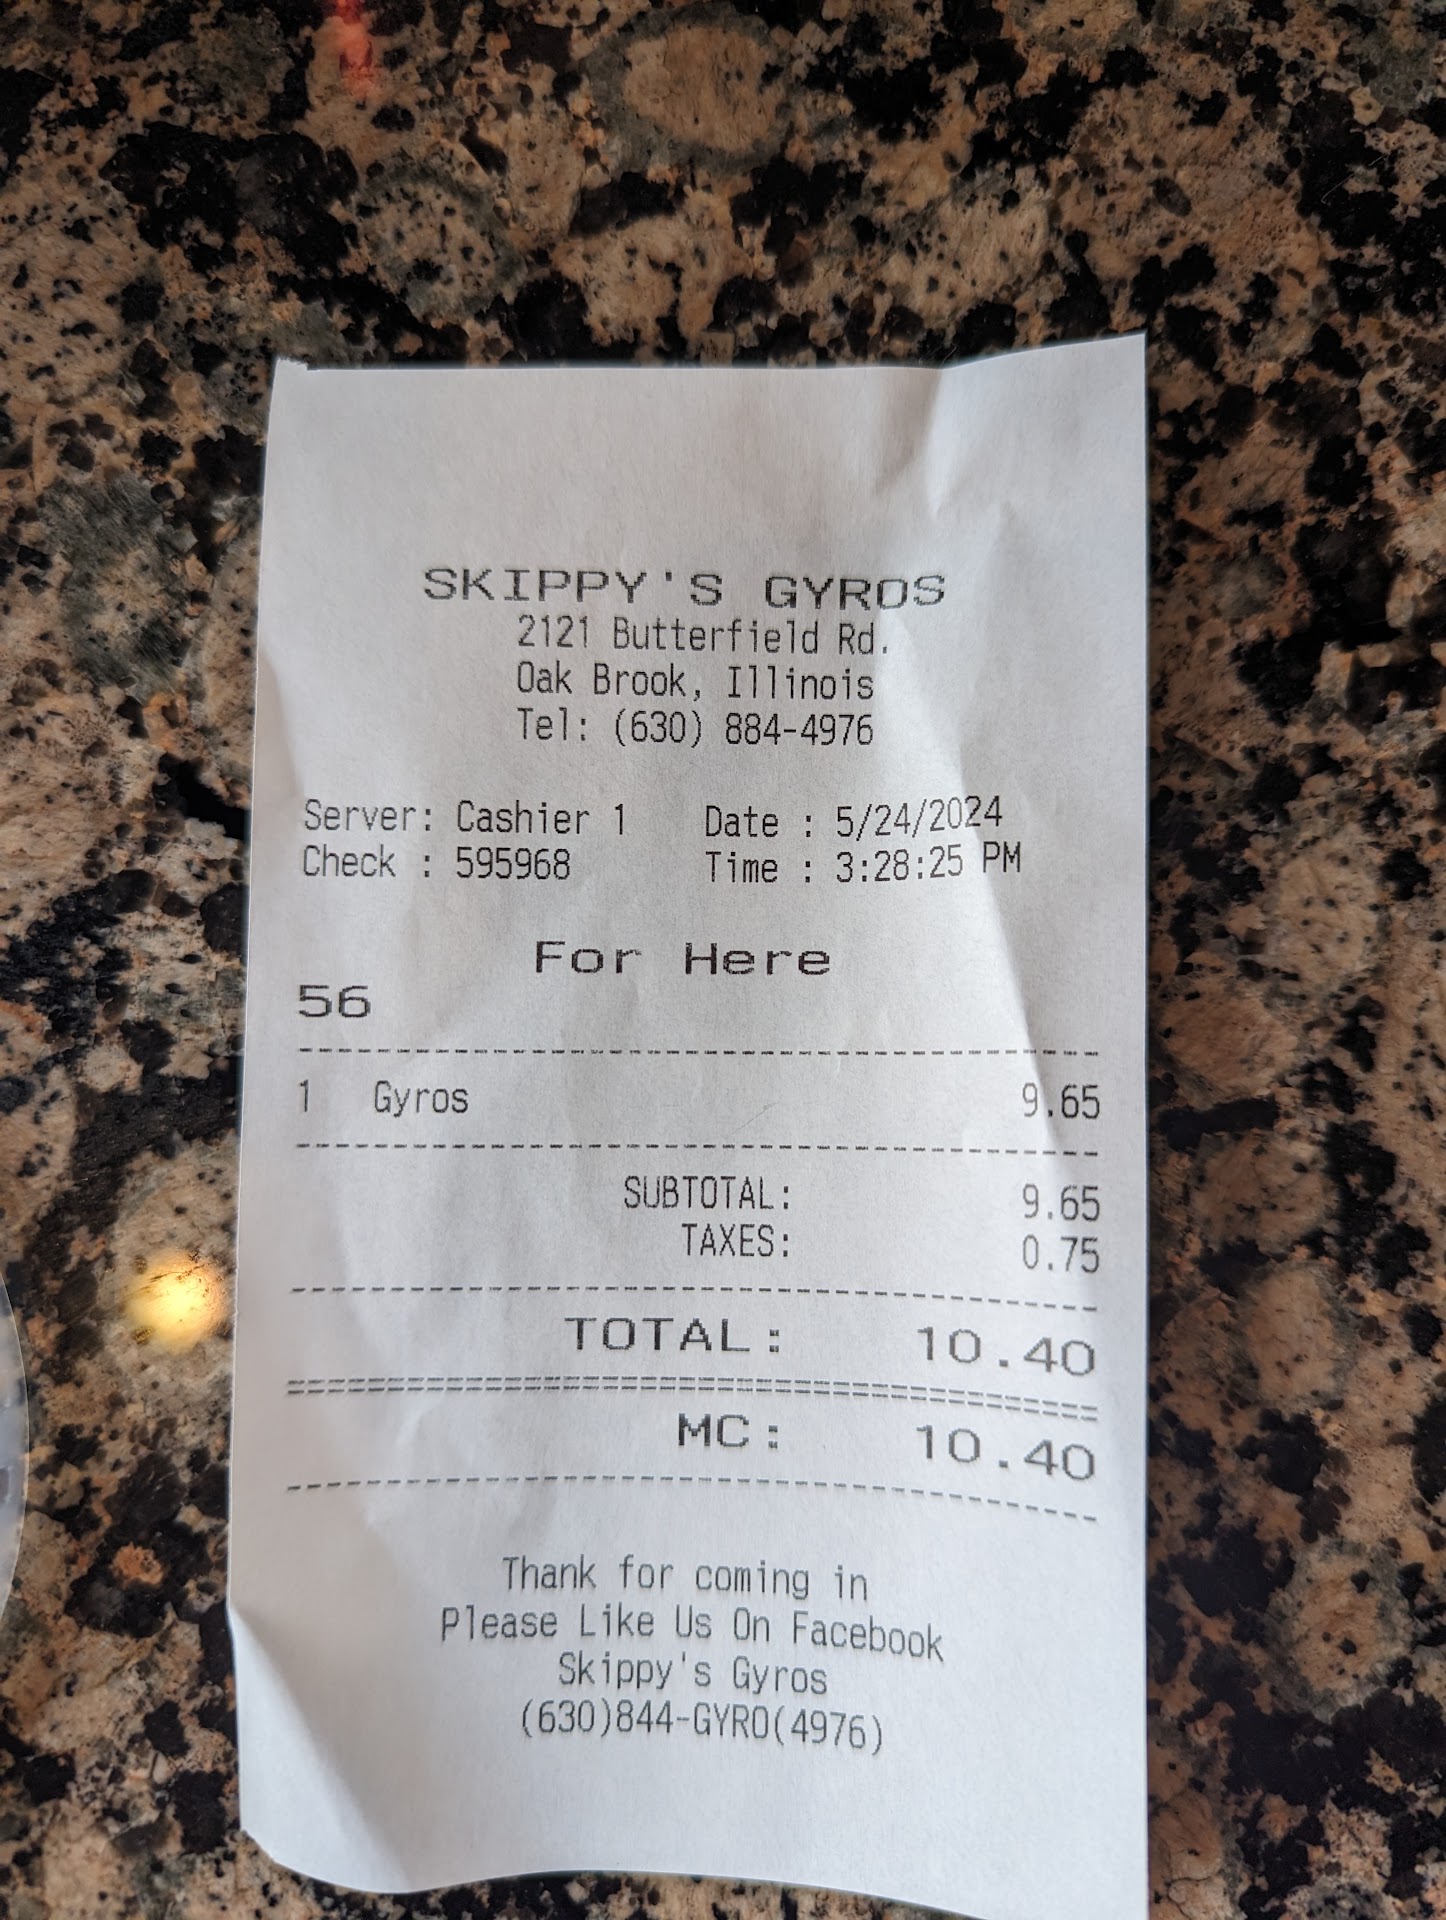 SKIPPY'S GYROS
2121 Butterfield Rd.
Oak Brook, Illinois
Tel: (630) 884-4976
Server: Cashier 1 Date : 5/24/2024
Check : 595968 Time : 3:28:25 PM
For Here
56
1 Gyros 9.65
SUBTOTAL: 9.65
TAXES: 0.75
TOTAL: 10.40
MC: 10.40
Thank for coming in
Please Like Us On Facebook
Skippy's Gyros
(630)844-GYRO(4976)